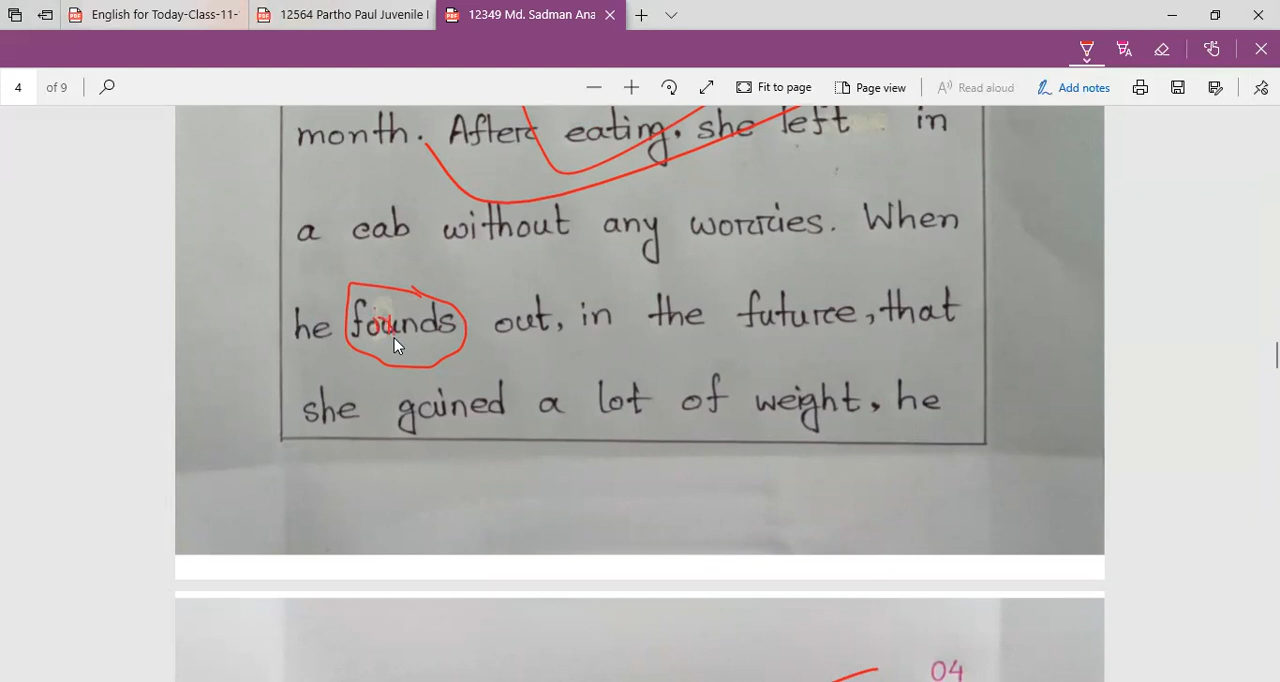 English for Today-Class-11-
12564 Partho Paul Juvenile I
12349 Md. Sadman Ana
4 of 9
Fit to page
Page view
Read aloud
Add notes
month. After eating, she left in
a cab without any worries. When
he founds out, in the future, that
she gained a lot of weight, he
04